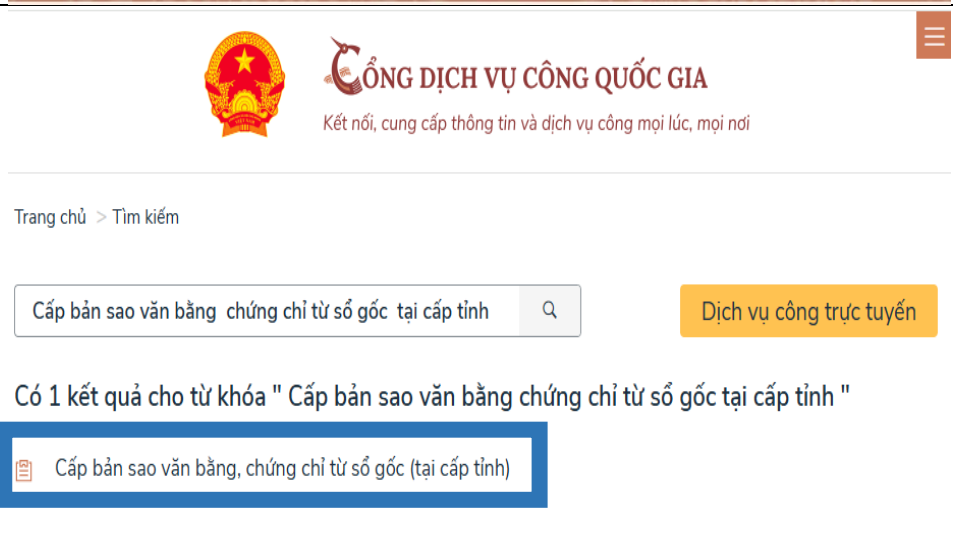 CỔNG DỊCH VỤ CÔNG QUỐC GIA
Kết nối, cung cấp thông tin và dịch vụ công mọi lúc, mọi nơi
Trang chủ > Tìm kiếm
Cấp bản sao văn bằng chứng chỉ từ sổ gốc tại cấp tỉnh
Dịch vụ công trực tuyến
Có 1 kết quả cho từ khóa " Cấp bản sao văn bằng chứng chỉ từ sổ gốc tại cấp tỉnh "
Cấp bản sao văn bằng, chứng chỉ từ sổ gốc (tại cấp tỉnh)